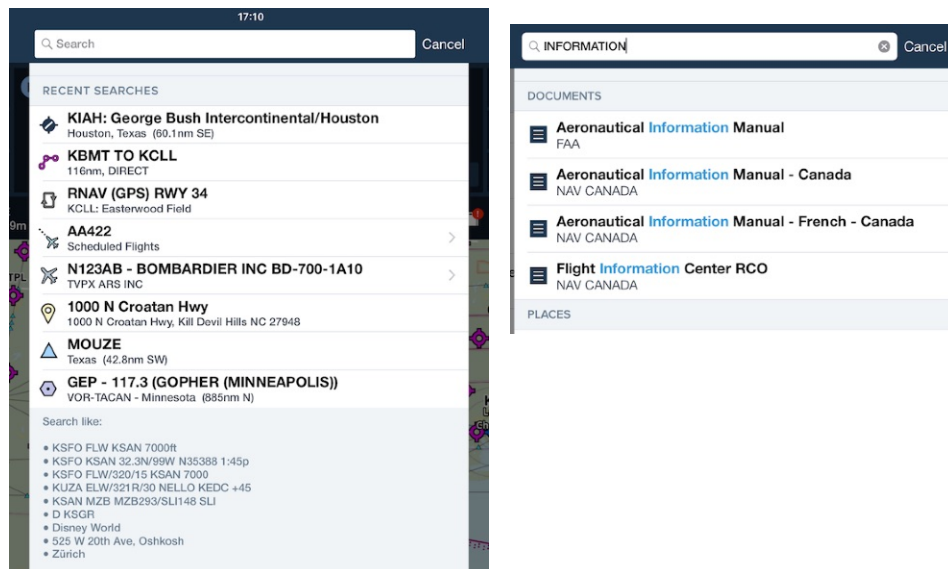 17:10
Search
Cancel
RECENT SEARCHES
KIAH: George Bush Intercontinental/Houston
Houston, Texas (60.1nm SE)
KBMT TO KCLL
116nm, DIRECT
RNAV (GPS) RWY 34
KCLL: Easterwood Field
AA422
Scheduled Flights
N123AB - BOMBARDIER INC BD-700-1A10
TVPX ARS INC
1000 N Croatan Hwy
1000 N Croatan Hwy, Kill Devil Hills NC 27948
MOUZE
Texas (42.8nm SW)
GEP - 117.3 (GOPHER (MINNEAPOLIS))
VOR-TACAN - Minnesota (885nm N)
Search like:
• KSFO FLW KSAN 7000ft
• KSFO KSAN 32.3N/99W N35388 1:45p
• KSFO FLW/320/15 KSAN 7000
• KUZA ELW/321R/30 NELLO KEDC +45
• KSAN MZB MZB293/SLI148 SLI
• D KSGR
• Disney World
• 525 W 20th Ave, Oshkosh
• Zürich
9m
TPL
INFORMATION
Cancel
DOCUMENTS
Aeronautical Information Manual
FAA
Aeronautical Information Manual - Canada
NAV CANADA
Aeronautical Information Manual - French - Canada
NAV CANADA
Flight Information Center RCO
NAV CANADA
PLACES